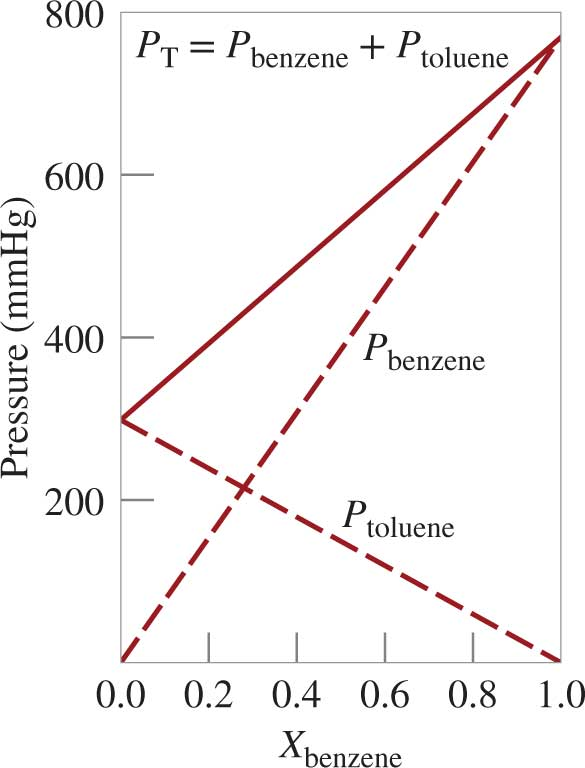 800
P_T = P_benzene + P_toluene
600
400
200
Pressure (mmHg)
P_benzene
P_toluene
0.0 0.2 0.4 0.6 0.8 1.0
X_benzene